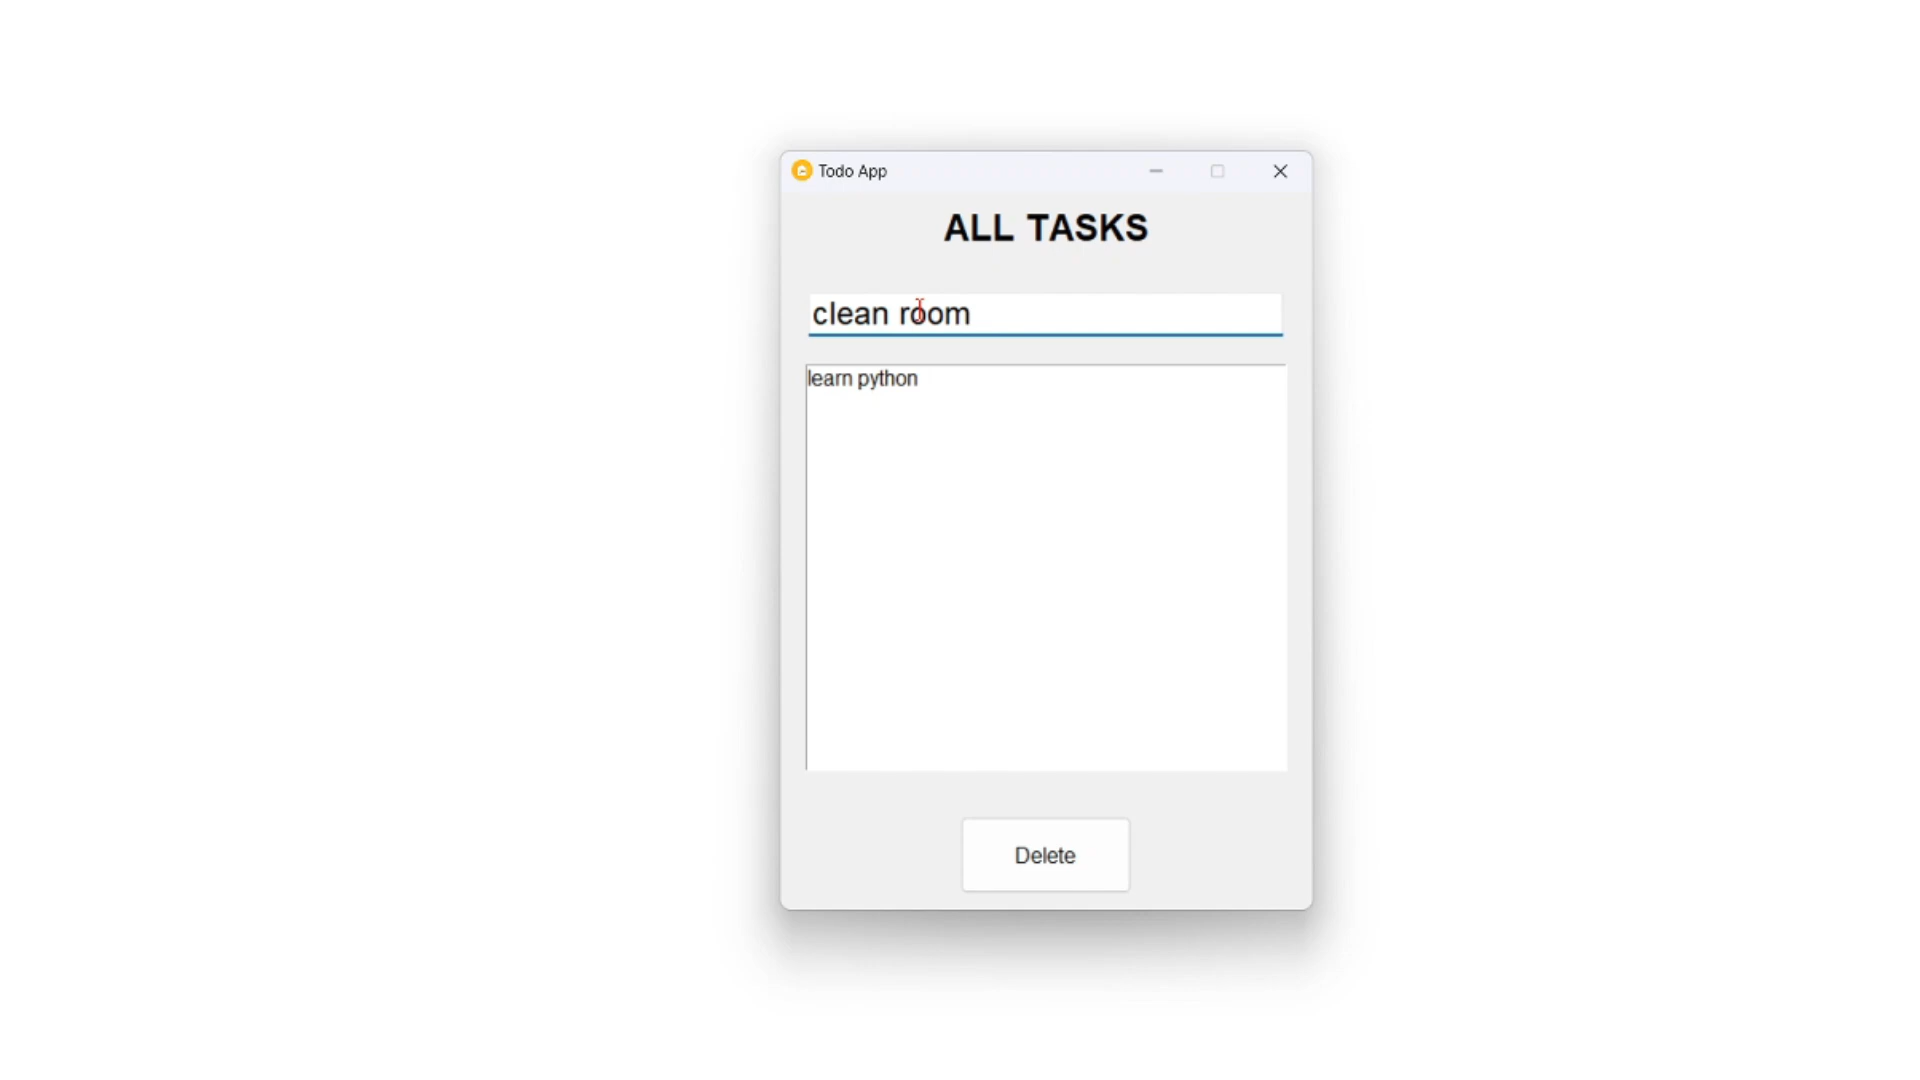 Todo App
ALL TASKS
clean room
learn python
Delete